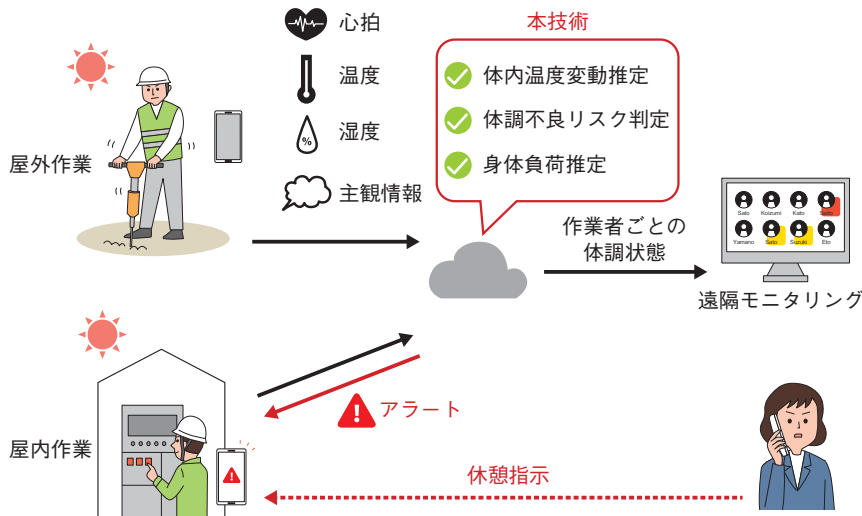 心拍
温度
湿度
%
主観情報
屋外作業
本技術
体内温度変動推定
体調不良リスク判定
身体負荷推定
作業者ごとの
体調状態
Sato Koizumi Kato
Yamano Sato Suzuki Eto
遠隔モニタリング
屋内作業
アラート
休憩指示